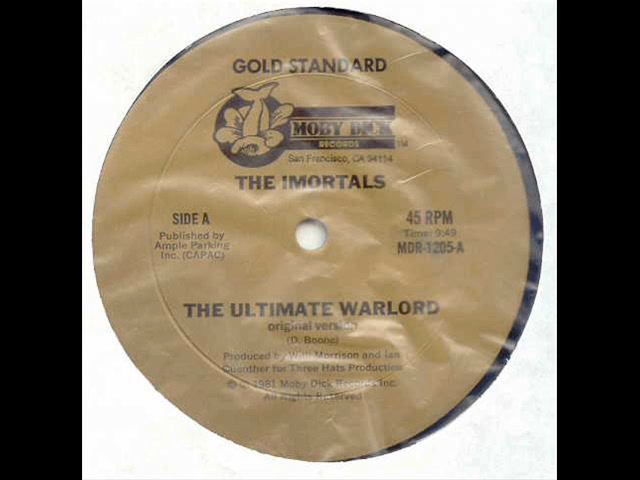 GOLD STANDARD
MOBY DICK
RECORDS
TM
San Francisco, CA 94114
THE IMORTALS
SIDE A
Published by
Ample Parking
Inc. (CAPAC)
45 RPM
Time: 9:49
MDR-1205-A
THE ULTIMATE WARLORD
original version
(D. Boone)
Produced by Willi Morrison and Ian
Guenther for Three Hats Production
© ℗ 1981 Moby Dick Records, Inc.
All Rights Reserved